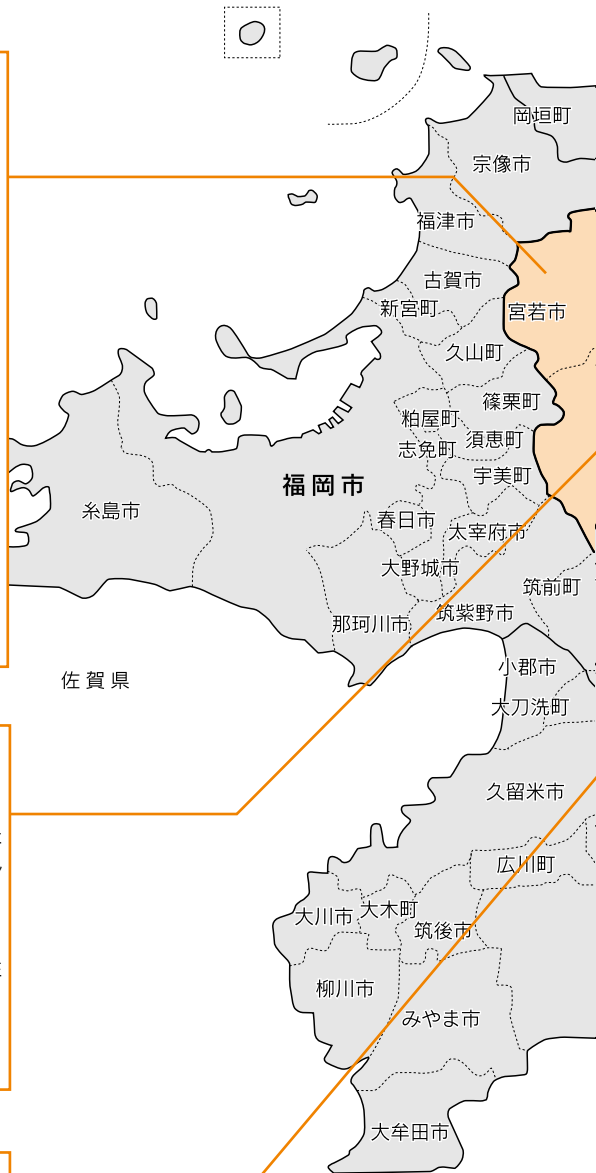 岡垣町
宗像市
福津市
古賀市
新宮町
宮若市
久山町
篠栗町
粕屋町
須恵町
志免町
宇美町
福岡市
糸島市
春日市
太宰府市
大野城市
筑前町
筑紫野市
那珂川市
小郡市
佐賀県
大刀洗町
久留米市
広川町
大木町
大川市
筑後市
柳川市
みやま市
大牟田市